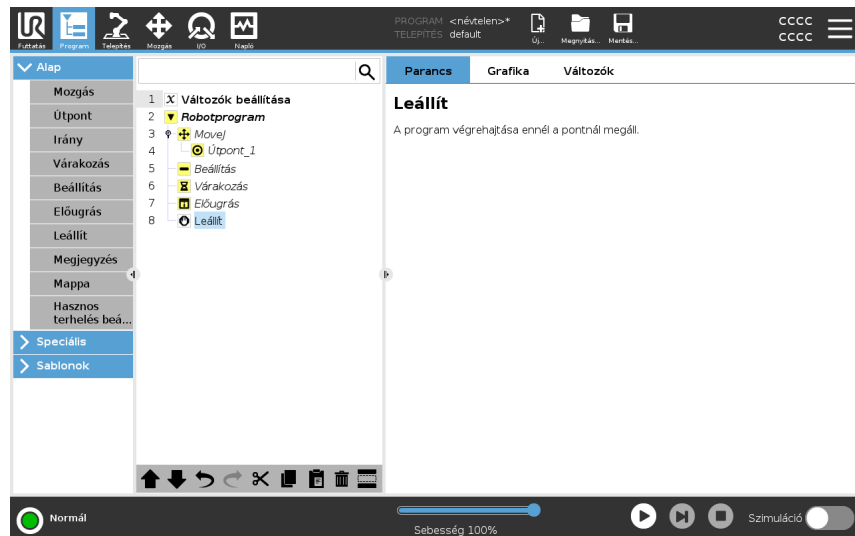 UR
Futtatás
Program
Telepítés
Mozgás
I/O
Napló
PROGRAM <névtelen>*
TELEPÍTÉS default
Új...
Megnyitás...
Mentés...
CCCC
CCCC
Alap
Mozgás
Útpont
Irány
Várakozás
Beállítás
Előugrás
Leállít
Megjegyzés
Mappa
Hasznos
terhelés beá...
Speciális
Sablonok
1 X Változók beállítása
2 Robotprogram
3 MoveJ
4 Útpont_1
5 Beállítás
6 Várakozás
7 Előugrás
8 Leállít
Parancs
Grafika
Változók
Leállít
A program végrehajtása ennél a pontnál megáll.
Normál
Sebesség 100%
Szimuláció